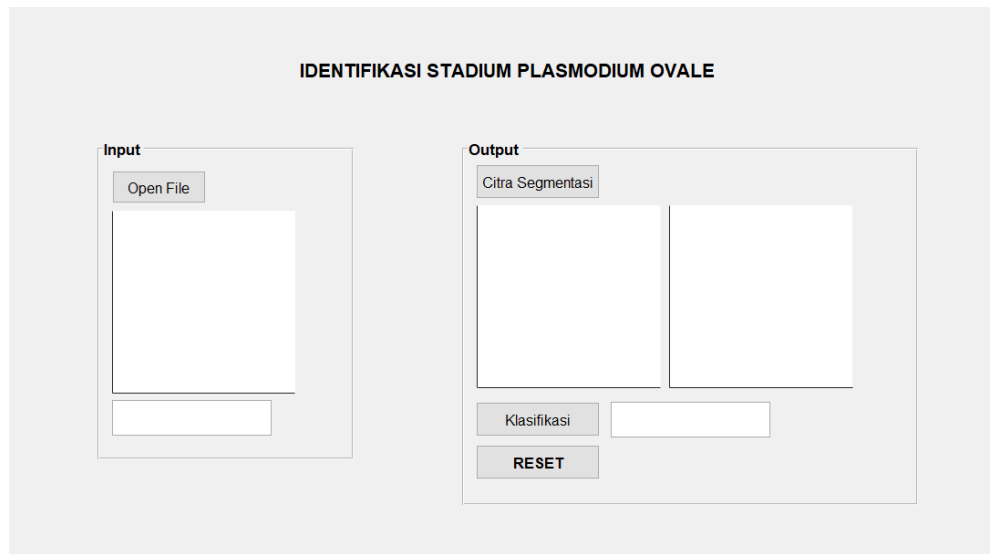 IDENTIFIKASI STADIUM PLASMODIUM OVALE
Input
Open File
Output
Citra Segmentasi
Klasifikasi
RESET